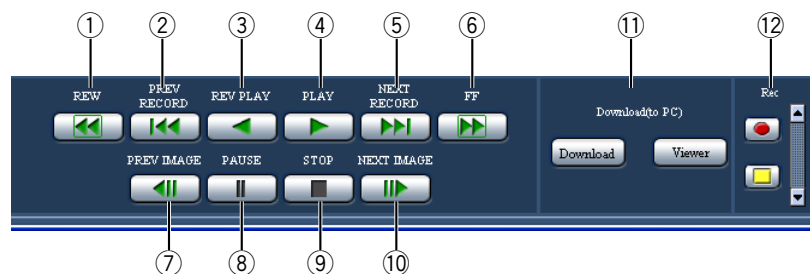 ① ② ③ ④ ⑤ ⑥ ⑪ ⑫
REW
PREV
RECORD
REV PLAY
PLAY
NEXT
RECORD
FF
Download(to PC)
Rec
Download
Viewer
PREV IMAGE
PAUSE
STOP
NEXT IMAGE
⑦ ⑧ ⑨ ⑩